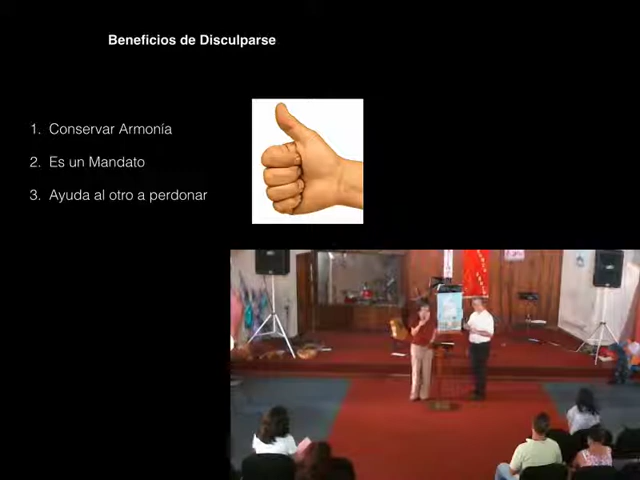 Beneficios de Disculparse
1. Conservar Armonía
2. Es un Mandato
3. Ayuda al otro a perdonar